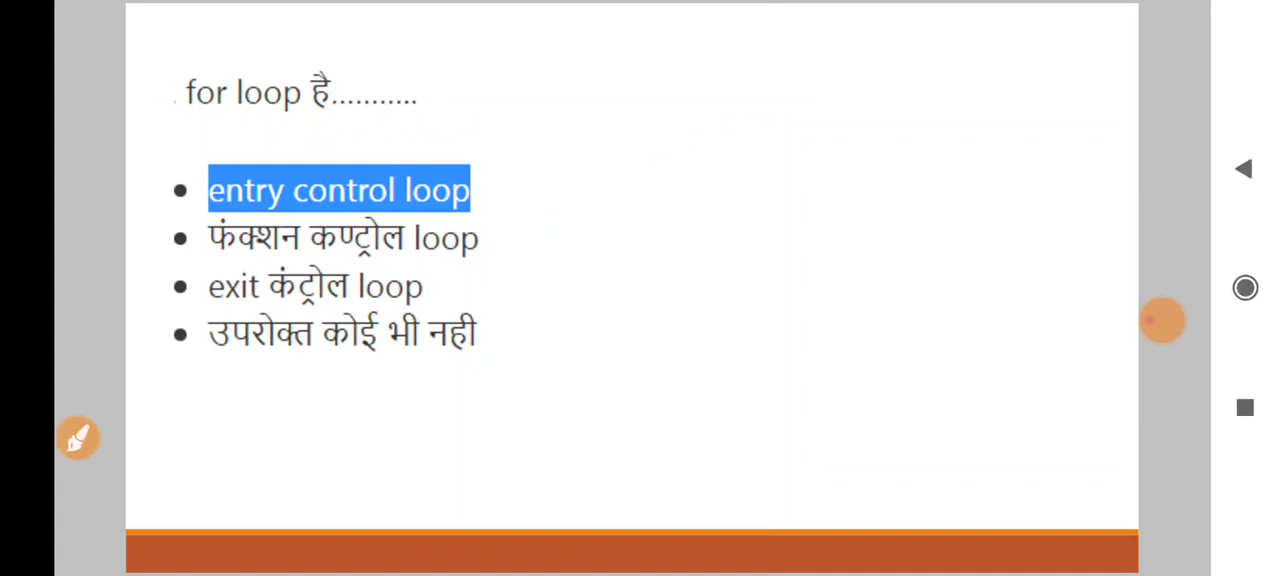 for loop है...........
entry control loop
फंक्शन कण्ट्रोल loop
exit कंट्रोल loop
उपरोक्त कोई भी नही